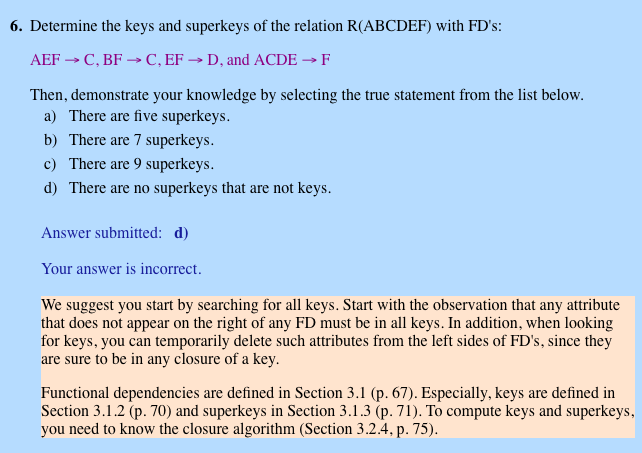 6. Determine the keys and superkeys of the relation R(ABCDEF) with FD's:
AEF → C, BF → C, EF → D, and ACDE → F
Then, demonstrate your knowledge by selecting the true statement from the list below.
a) There are five superkeys.
b) There are 7 superkeys.
c) There are 9 superkeys.
d) There are no superkeys that are not keys.
Answer submitted: d)
Your answer is incorrect.
We suggest you start by searching for all keys. Start with the observation that any attribute
that does not appear on the right of any FD must be in all keys. In addition, when looking
for keys, you can temporarily delete such attributes from the left sides of FD's, since they
are sure to be in any closure of a key.
Functional dependencies are defined in Section 3.1 (p. 67). Especially, keys are defined in
Section 3.1.2 (p. 70) and superkeys in Section 3.1.3 (p. 71). To compute keys and superkeys,
you need to know the closure algorithm (Section 3.2.4, p. 75).